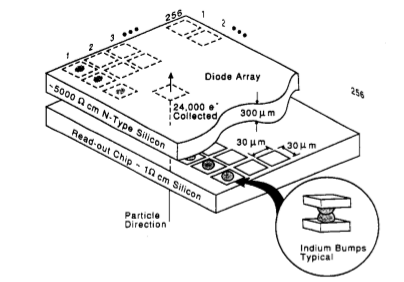 256
1
2
•••
1
2
3
•••
Diode Array
256
24,000 e-
Collected
300 μm
~5000 Ω cm N-Type Silicon
30 μm
30 μm
Read-out Chip ~ 1Ω cm Silicon
Particle
Direction
Indium Bumps
Typical